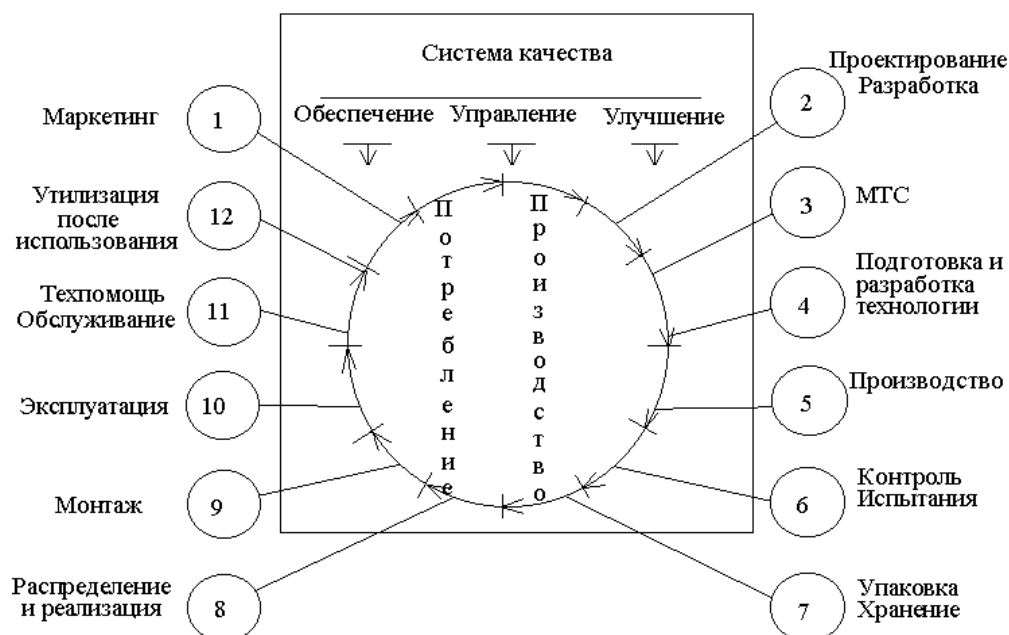 Система качества
Обеспечение Управление Улучшение
Маркетинг
1
Проектирование
Разработка
2
МТС
3
Подготовка и
разработка
технологии
4
Производство
5
Контроль
Испытания
6
Упаковка
Хранение
7
Распределение
и реализация
8
Монтаж
9
Эксплуатация
10
Техпомощь
Обслуживание
11
Утилизация
после
использования
12
Потребление
Производство